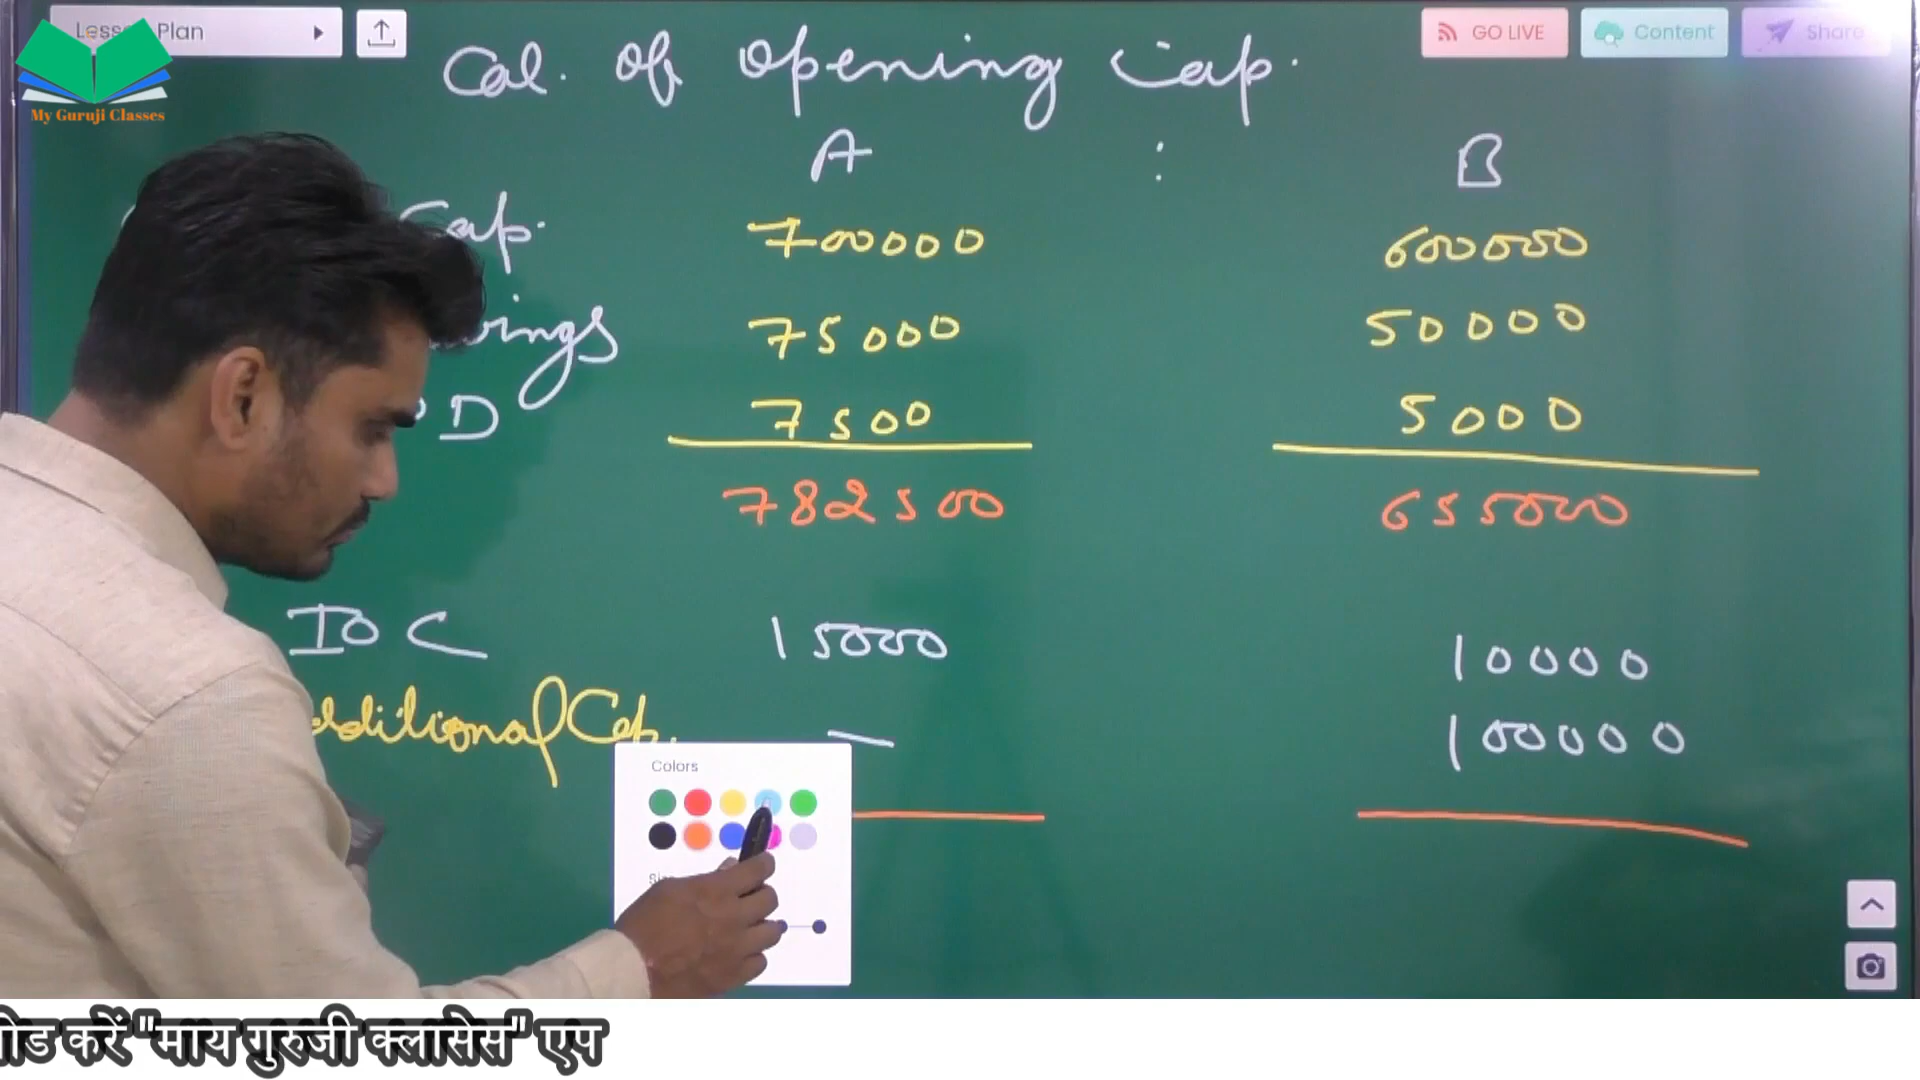 Lesson Plan
GO LIVE
Content
Share
My Guruji Classes
Cal. of opening Cap.
A : B
Cap. 700000 600000
75000 50000
D 7500 5000
782500 655000
IOC 15000 10000
Cap. — 100000
Colors
करें "माय गुरुजी क्लासेस" एप